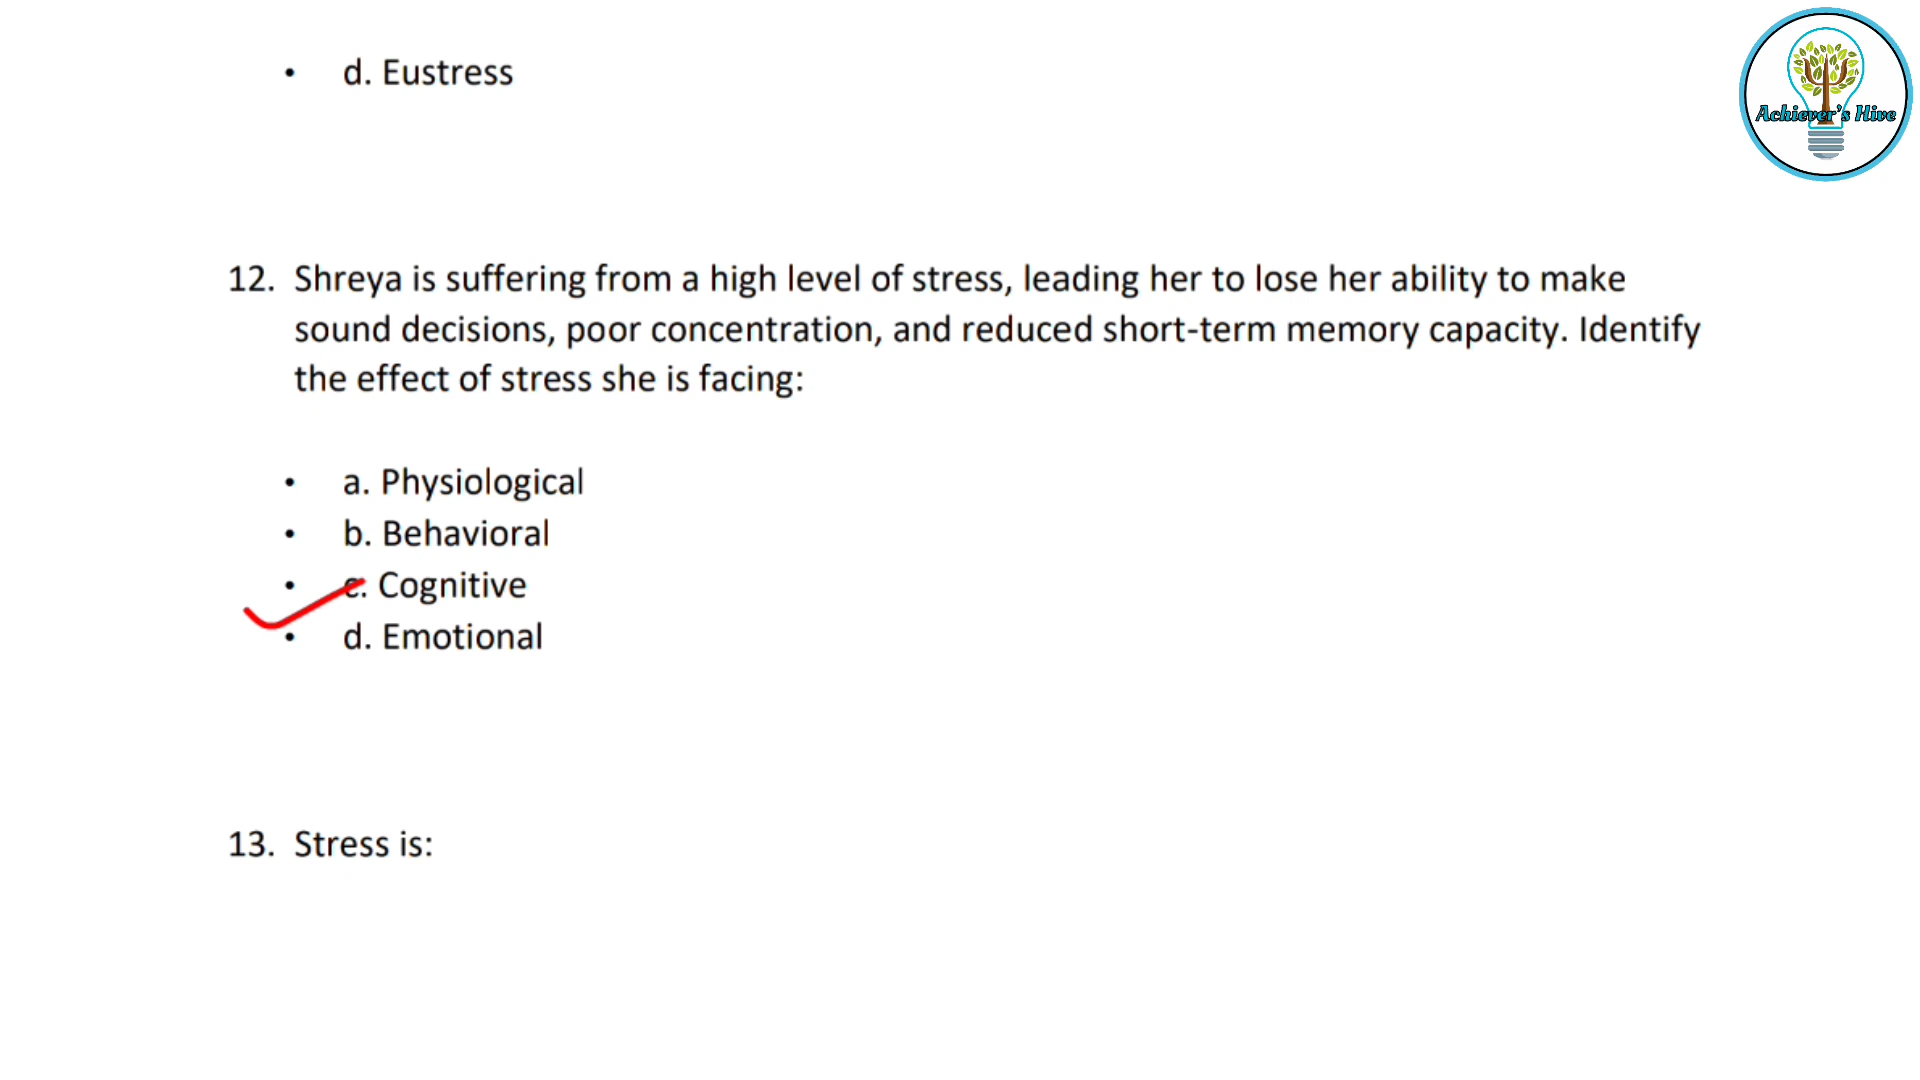 • d. Eustress
Achiever's Hive
12. Shreya is suffering from a high level of stress, leading her to lose her ability to make
sound decisions, poor concentration, and reduced short-term memory capacity. Identify
the effect of stress she is facing:
• a. Physiological
• b. Behavioral
• c. Cognitive
• d. Emotional
13. Stress is: